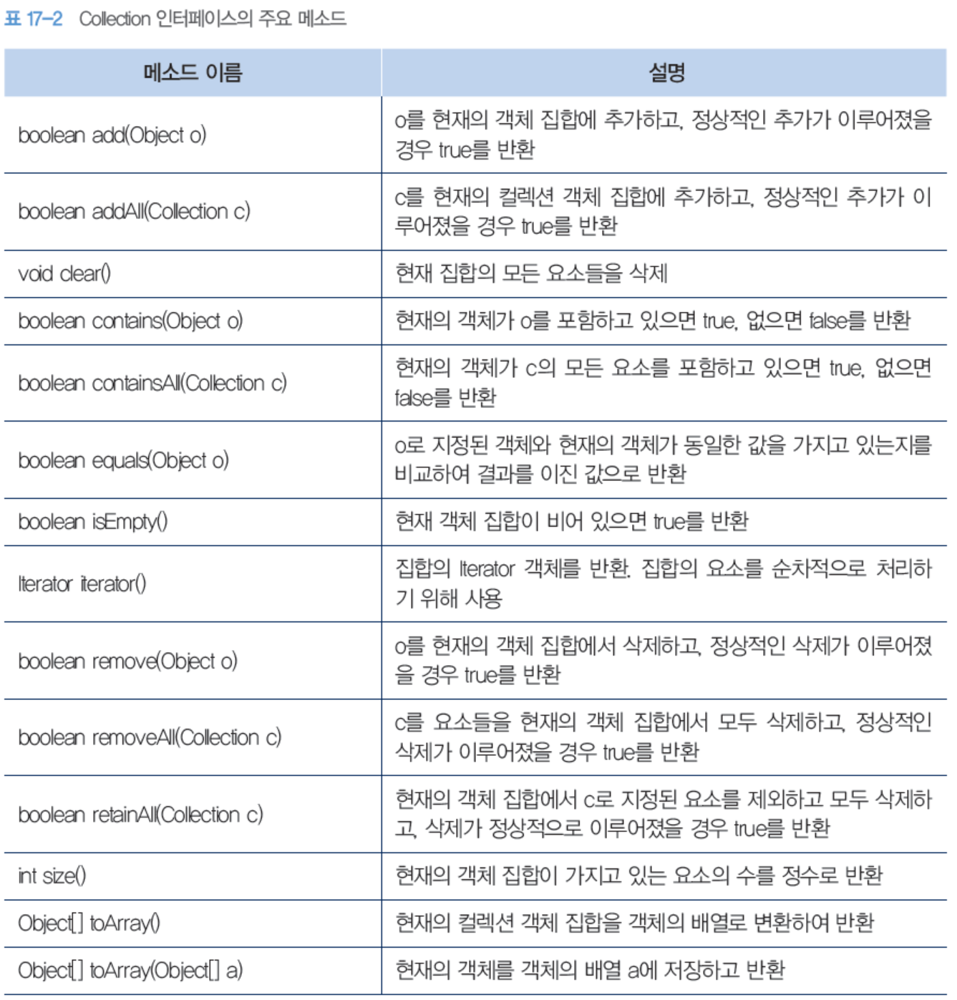 표 17-2 Collection 인터페이스의 주요 메소드
메소드 이름 설명
boolean add(Object o)
o를 현재의 객체 집합에 추가하고, 정상적인 추가가 이루어졌을
경우 true를 반환
boolean addAll(Collection c)
c를 현재의 컬렉션 객체 집합에 추가하고, 정상적인 추가가 이
루어졌을 경우 true를 반환
void clear()
현재 집합의 모든 요소들을 삭제
boolean contains(Object o)
현재의 객체가 o를 포함하고 있으면 true, 없으면 false를 반환
boolean containsAll(Collection c)
현재의 객체가 c의 모든 요소를 포함하고 있으면 true, 없으면
false를 반환
boolean equals(Object o)
o로 지정된 객체와 현재의 객체가 동일한 값을 가지고 있는지를
비교하여 결과를 이진 값으로 반환
boolean isEmpty()
현재 객체 집합이 비어 있으면 true를 반환
Iterator iterator()
집합의 Iterator 객체를 반환. 집합의 요소를 순차적으로 처리하
기 위해 사용
boolean remove(Object o)
o를 현재의 객체 집합에서 삭제하고, 정상적인 삭제가 이루어졌
을 경우 true를 반환
boolean removeAll(Collection c)
c를 요소들을 현재의 객체 집합에서 모두 삭제하고, 정상적인
삭제가 이루어졌을 경우 true를 반환
boolean retainAll(Collection c)
현재의 객체 집합에서 c로 지정된 요소를 제외하고 모두 삭제하
고, 삭제가 정상적으로 이루어졌을 경우 true를 반환
int size()
현재의 객체 집합이 가지고 있는 요소의 수를 정수로 반환
Object[] toArray()
현재의 컬렉션 객체 집합을 객체의 배열로 변환하여 반환
Object[] toArray(Object[] a)
현재의 객체를 객체의 배열 a에 저장하고 반환